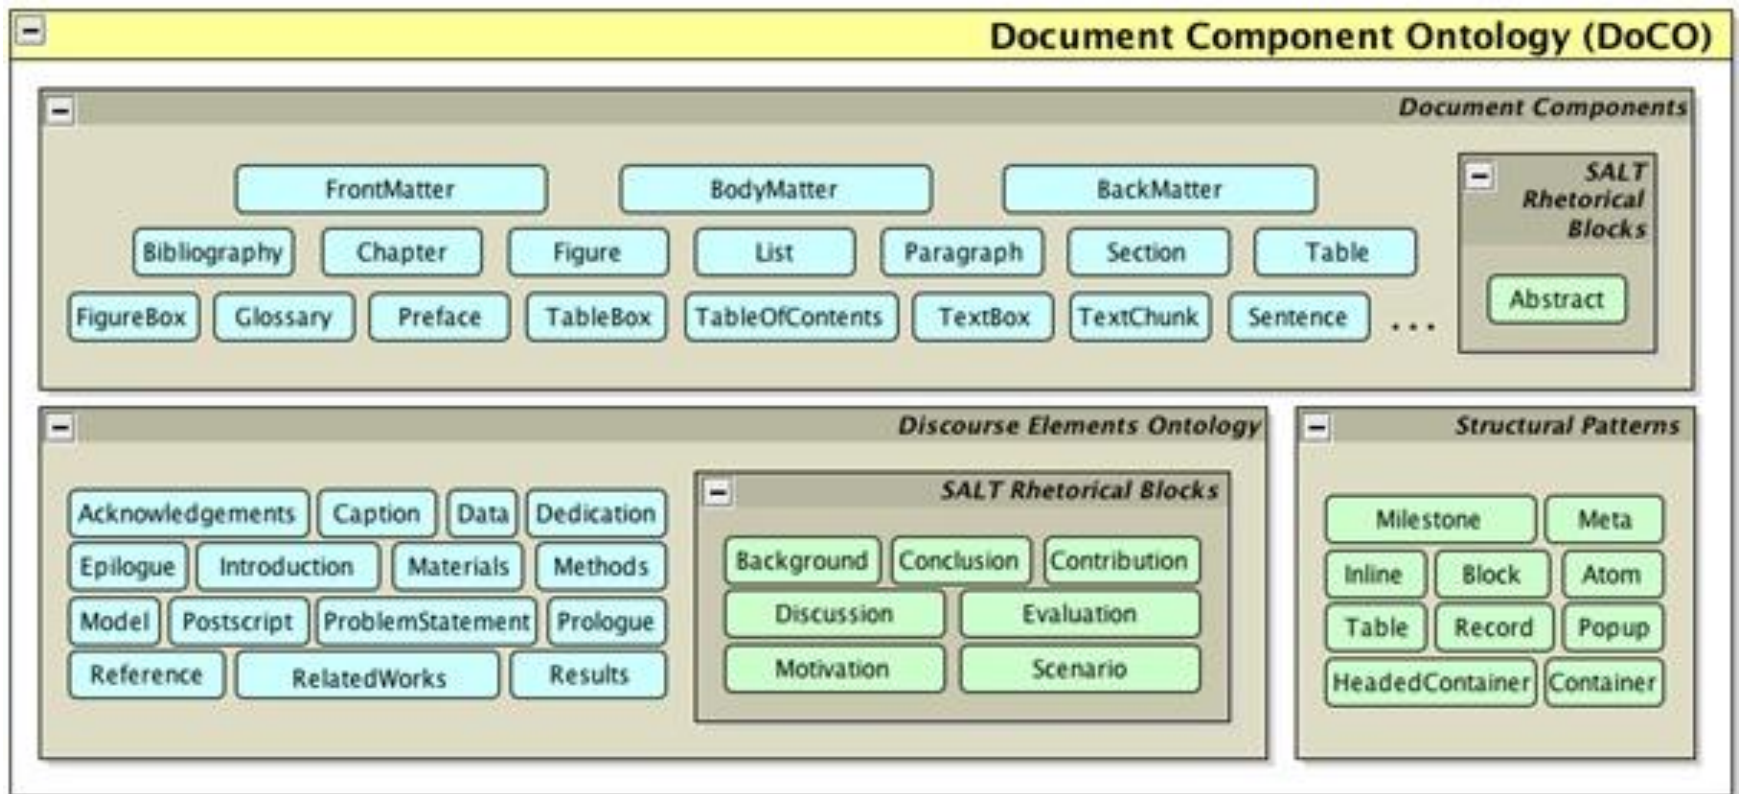 Document Component Ontology (DoCO)
Document Components
FrontMatter BodyMatter BackMatter
Bibliography Chapter Figure List Paragraph Section Table
FigureBox Glossary Preface TableBox TableOfContents TextBox TextChunk Sentence ...
SALT
Rhetorical
Blocks
Abstract
Discourse Elements Ontology
Acknowledgements Caption Data Dedication
Epilogue Introduction Materials Methods
Model Postscript ProblemStatement Prologue
Reference RelatedWorks Results
SALT Rhetorical Blocks
Background Conclusion Contribution
Discussion Evaluation
Motivation Scenario
Structural Patterns
Milestone Meta
Inline Block Atom
Table Record Popup
HeadedContainer Container